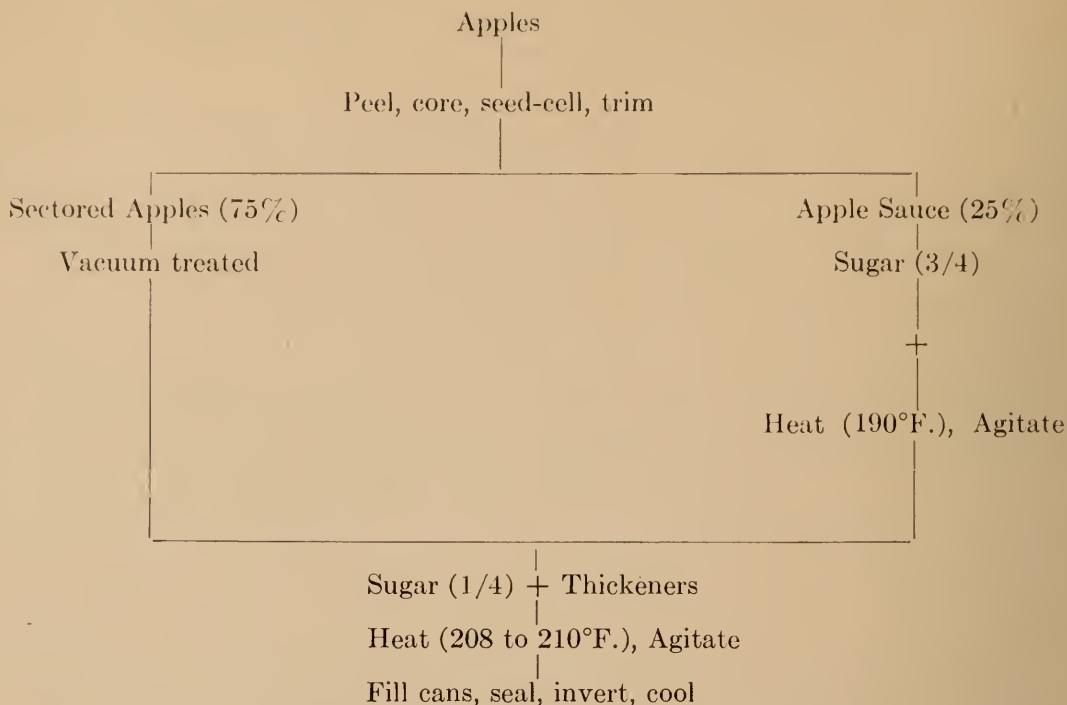 Apples
Peel, core, seed-cell, trim
Sectored Apples (75%)
Apple Sauce (25%)
Vacuum treated
Sugar (3/4)
+
Heat (190°F.), Agitate
Sugar (1/4) + Thickeners
Heat (208 to 210°F.), Agitate
Fill cans, seal, invert, cool